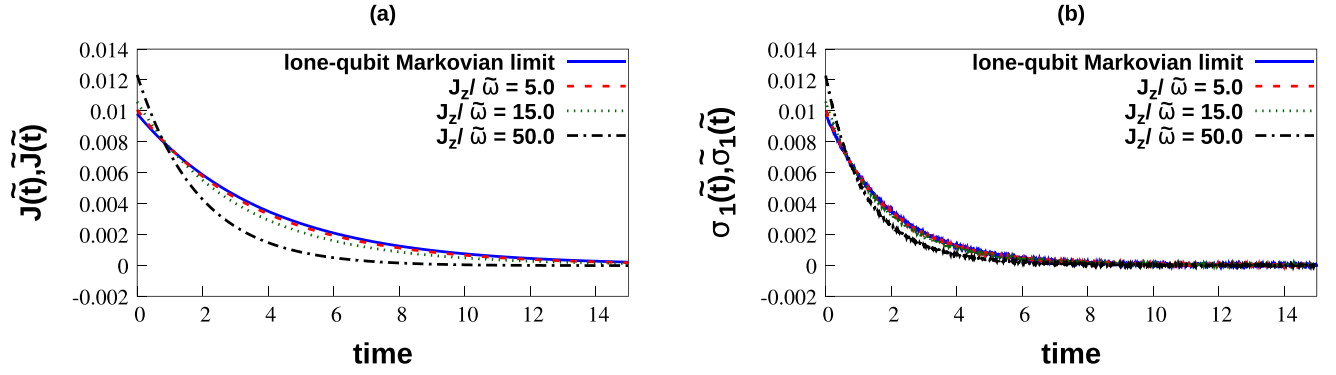 (a)
0.014
0.012
0.01
0.008
0.006
0.004
0.002
0
-0.002
J(t̃),J̃(t̃)
lone-qubit Markovian limit
J_z/ ω̃ = 5.0
J_z/ ω̃ = 15.0
J_z/ ω̃ = 50.0
0 2 4 6 8 10 12 14
time
(b)
0.014
0.012
0.01
0.008
0.006
0.004
0.002
0
-0.002
σ_1(t̃),σ̃_1(t̃)
lone-qubit Markovian limit
J_z/ ω̃ = 5.0
J_z/ ω̃ = 15.0
J_z/ ω̃ = 50.0
0 2 4 6 8 10 12 14
time